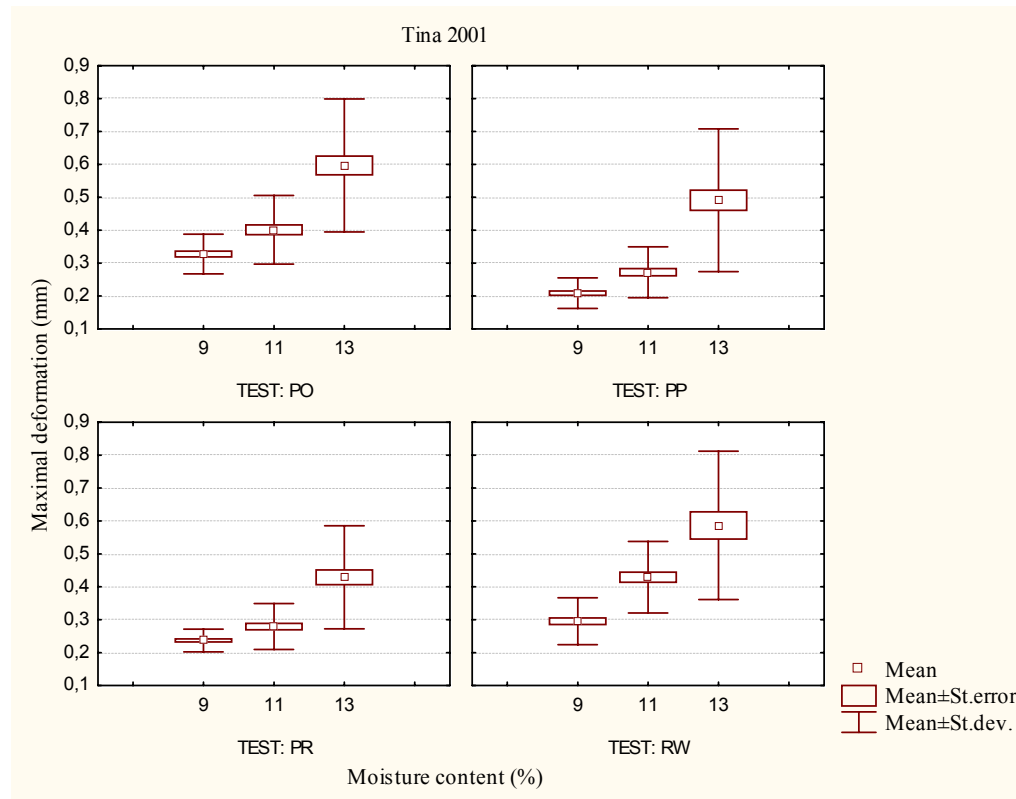 Tina 2001
Maximal deformation (mm)
0,9
0,8
0,7
0,6
0,5
0,4
0,3
0,2
0,1
9 11 13
TEST: PO
9 11 13
TEST: PP
0,9
0,8
0,7
0,6
0,5
0,4
0,3
0,2
0,1
9 11 13
TEST: PR
9 11 13
TEST: RW
Moisture content (%)
Mean
Mean±St.error
Mean±St.dev.